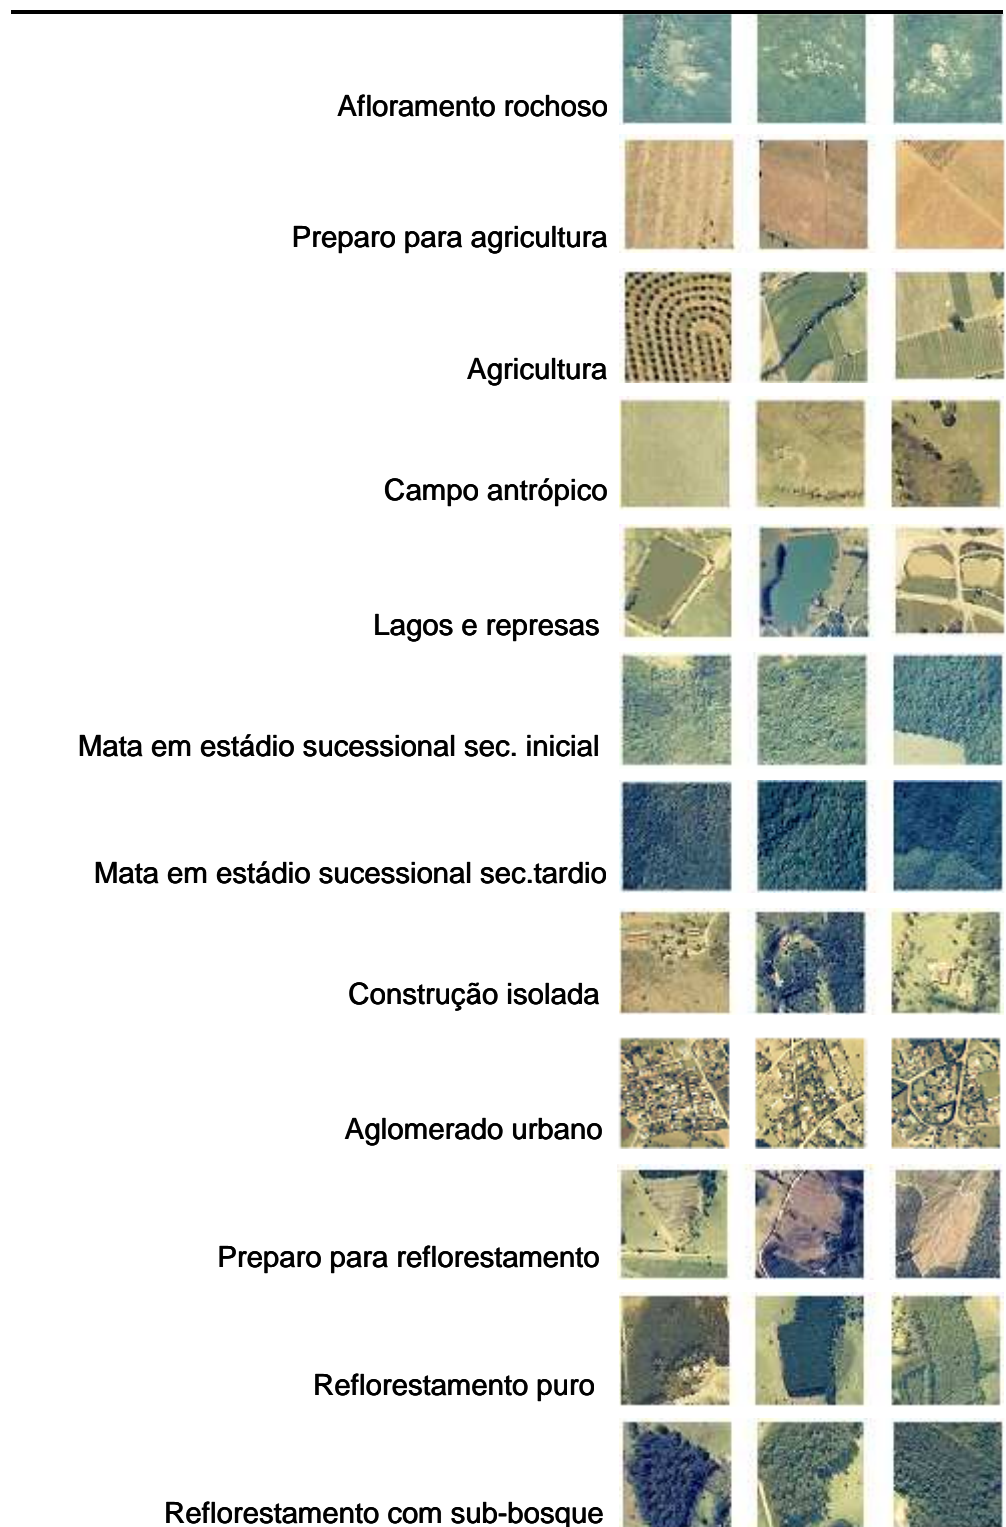 Afloramento rochoso
Preparo para agricultura
Agricultura
Campo antrópico
Lagos e represas
Mata em estádio sucessional sec. inicial
Mata em estádio sucessional sec.tardio
Construção isolada
Aglomerado urbano
Preparo para reflorestamento
Reflorestamento puro
Reflorestamento com sub-bosque